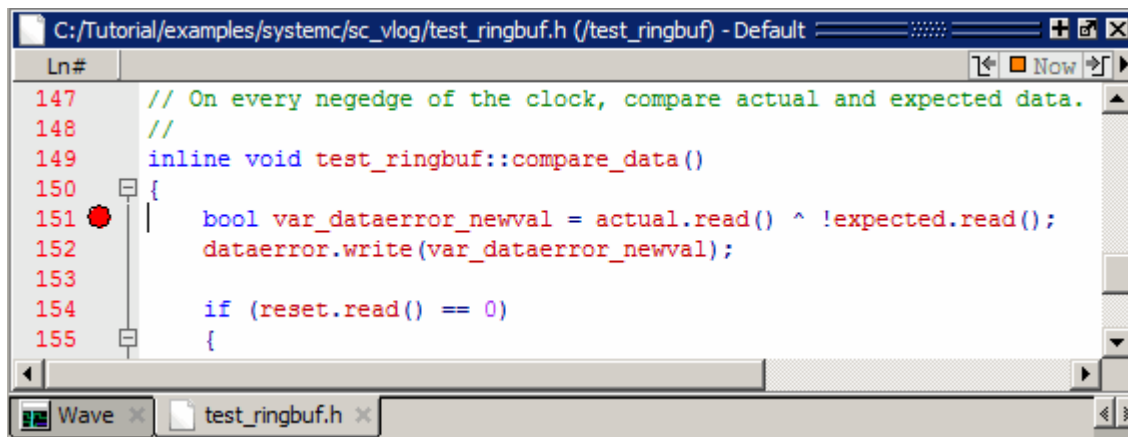 C:/Tutorial/examples/systemc/sc_vlog/test_ringbuf.h (/test_ringbuf) - Default
Ln#
Now
147 // On every negedge of the clock, compare actual and expected data.
148 //
149 inline void test_ringbuf::compare_data()
150 {
151 bool var_dataerror_newval = actual.read() ^ !expected.read();
152 dataerror.write(var_dataerror_newval);
153
154 if (reset.read() == 0)
155 {
Wave test_ringbuf.h